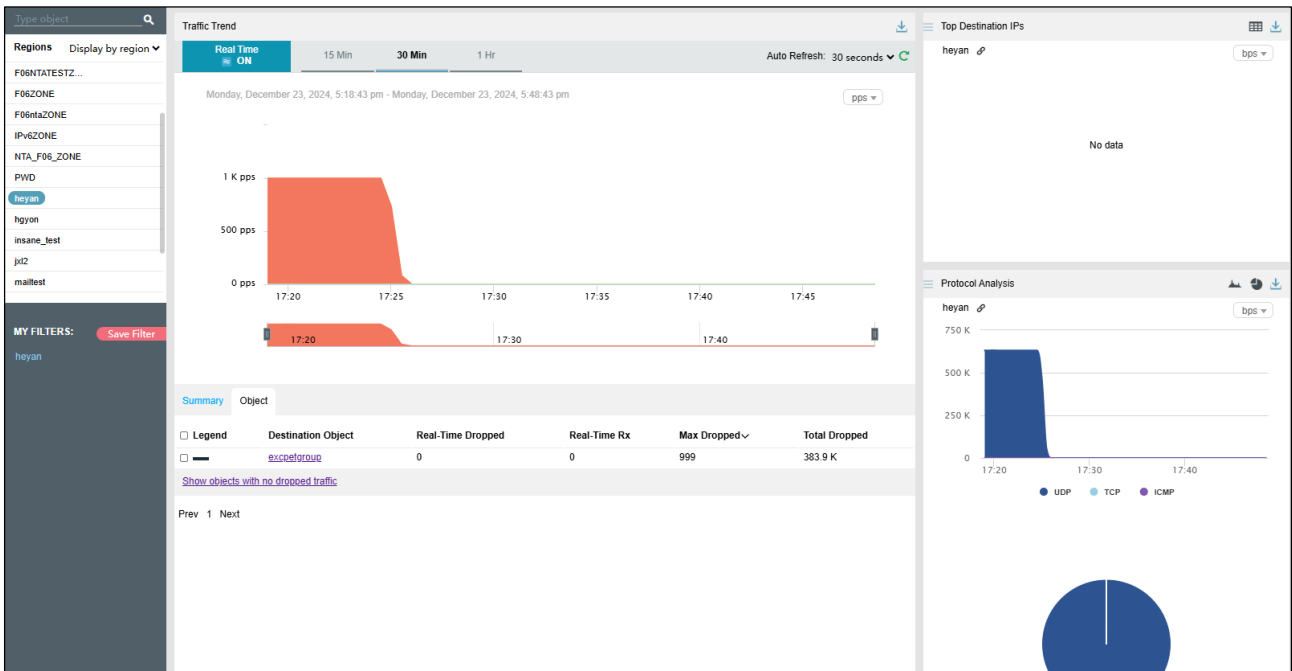 Type object
Regions Display by region
F06NTATESTZ...
F06ZONE
F06ntaZONE
IPv6ZONE
NTA_F06_ZONE
PWD
heyan
hgyon
insane_test
jxl2
mailtest
MY FILTERS: Save Filter
heyan
Traffic Trend
Real Time
ON
15 Min 30 Min 1 Hr
Auto Refresh: 30 seconds
Monday, December 23, 2024, 5:18:43 pm - Monday, December 23, 2024, 5:48:43 pm
pps
1 K pps
500 pps
0 pps
17:20 17:25 17:30 17:35 17:40 17:45
17:20 17:30 17:40
Summary Object
Legend Destination Object Real-Time Dropped Real-Time Rx Max Dropped Total Dropped
excpetgroup 0 0 999 383.9 K
Show objects with no dropped traffic
Prev 1 Next
Top Destination IPs
heyan bps
No data
Protocol Analysis
heyan bps
750 K
500 K
250 K
0
17:20 17:30 17:40
UDP TCP ICMP